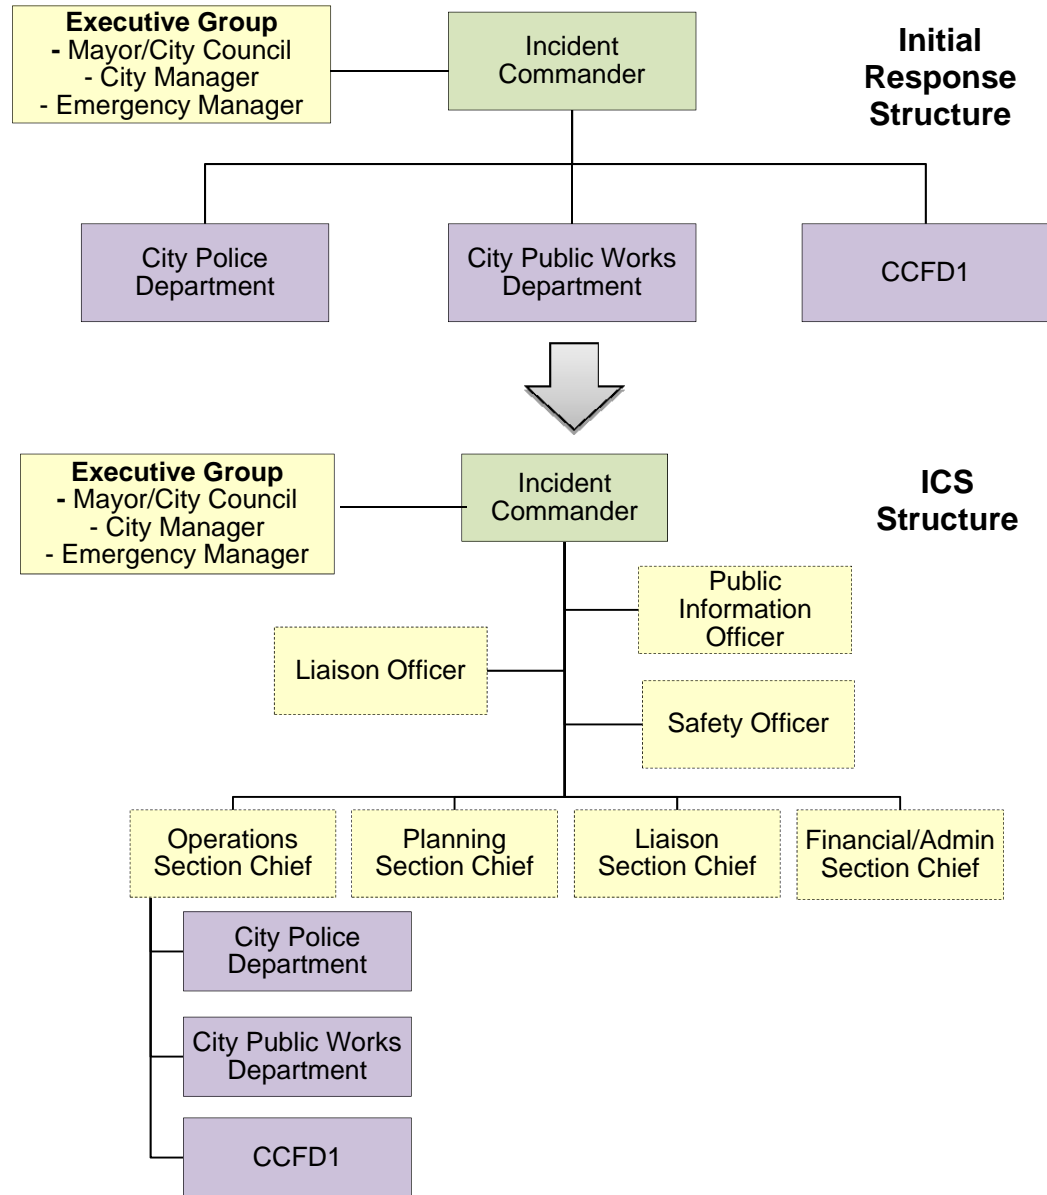 Executive Group
- Mayor/City Council
- City Manager
- Emergency Manager
Incident
Commander
Initial
Response
Structure
City Police
Department
City Public Works
Department
CCFD1
Executive Group
- Mayor/City Council
- City Manager
- Emergency Manager
Incident
Commander
ICS
Structure
Public
Information
Officer
Liaison Officer
Safety Officer
Operations
Section Chief
Planning
Section Chief
Liaison
Section Chief
Financial/Admin
Section Chief
City Police
Department
City Public Works
Department
CCFD1